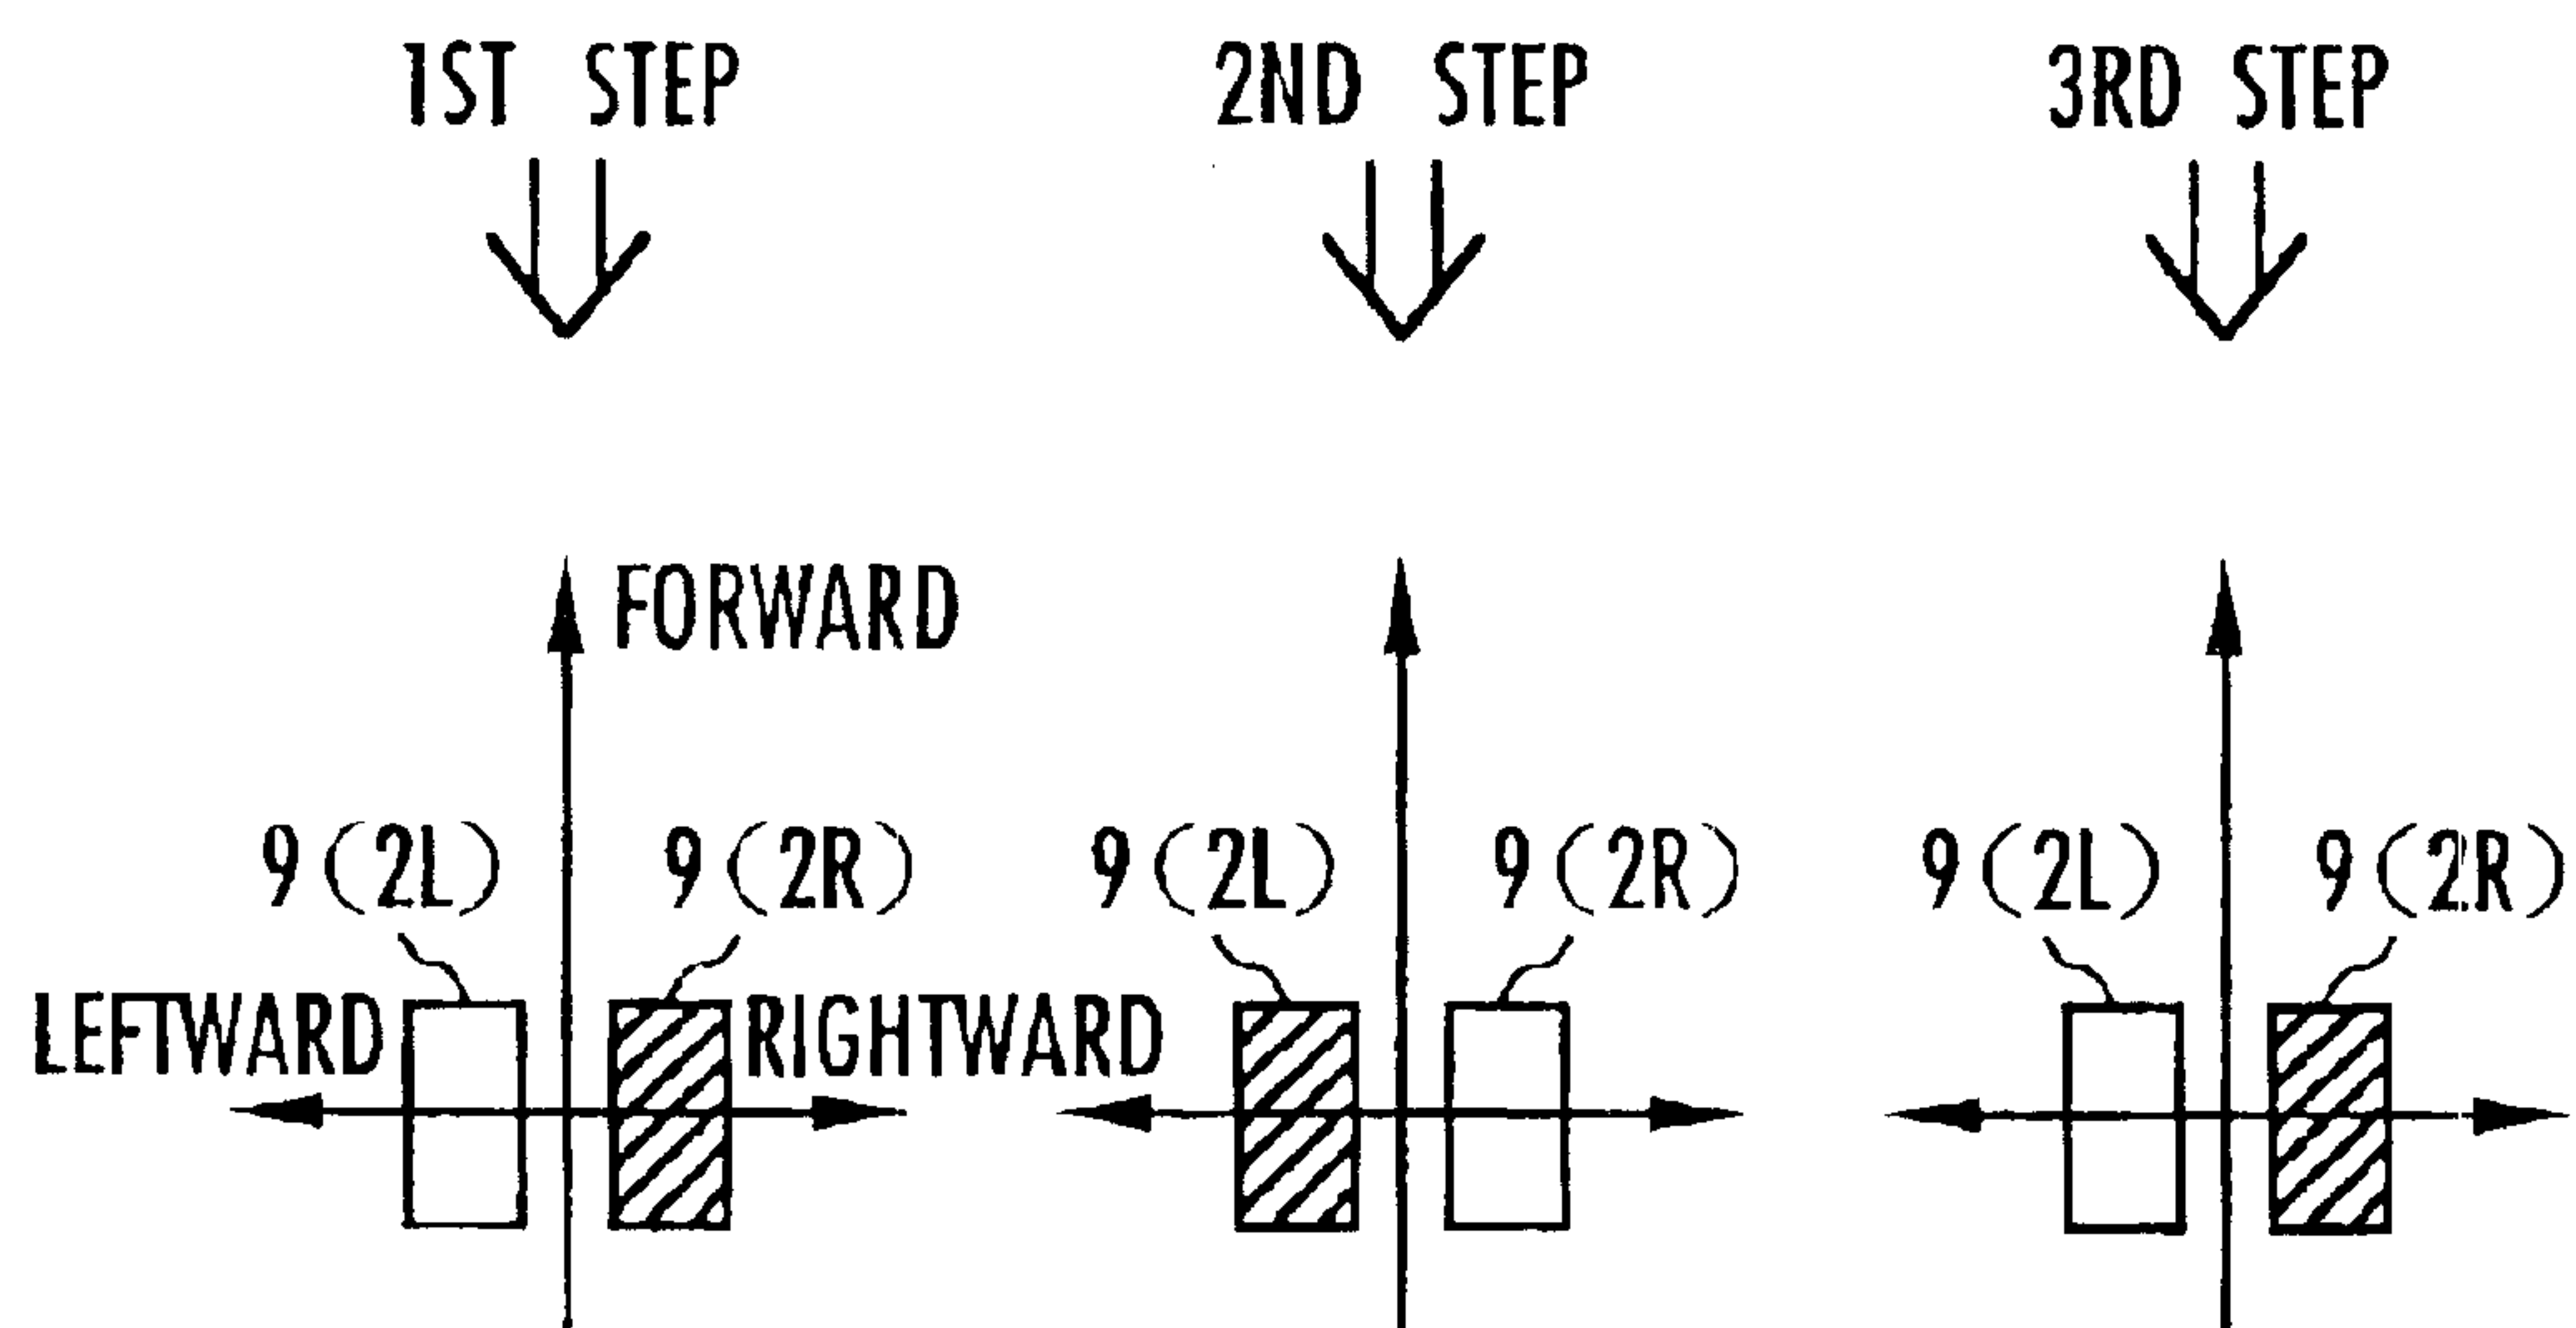 1ST STEP 2ND STEP 3RD STEP
FORWARD
9(2L) 9(2R) 9(2L) 9(2R) 9(2L) 9(2R)
LEFTWARD RIGHTWARD